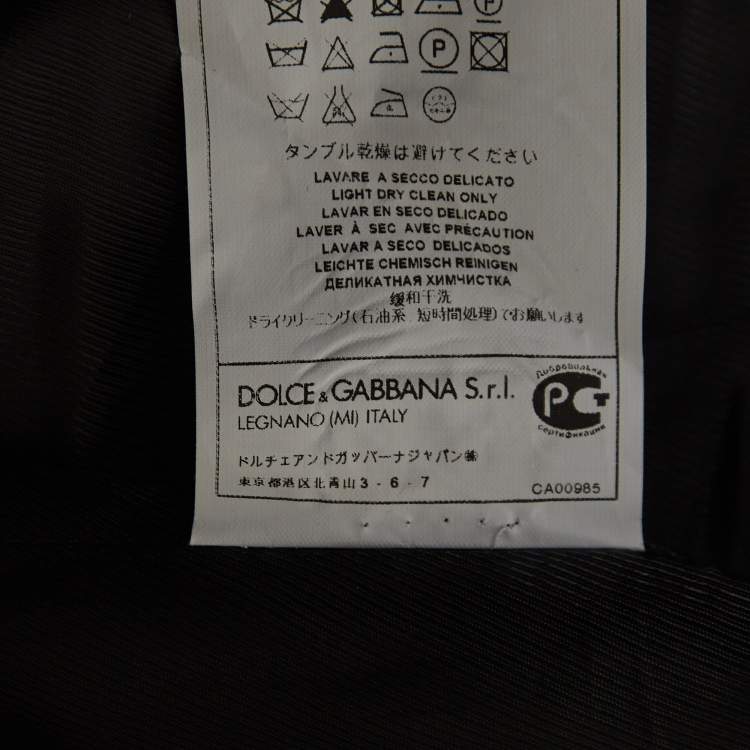 P
P
タンブル乾燥は避けてください
LAVARE A SECCO DELICATO
LIGHT DRY CLEAN ONLY
LAVAR EN SECO DELICADO
LAVER À SEC AVEC PRÉCAUTION
LAVAR A SECO DELICADOS
LEICHTE CHEMISCH REINIGEN
ДЕЛИКАТНАЯ ХИМЧИСТКА
缓和干洗
ドライクリーニング(石油系 短時間処理)でお願いします
DOLCE & GABBANA S.r.l.
LEGNANO (MI) ITALY
Добровольная
РСТ
сертификация
ドルチェアンドガッバーナジャパン㈱
東京都港区北青山3-6-7
CA00985